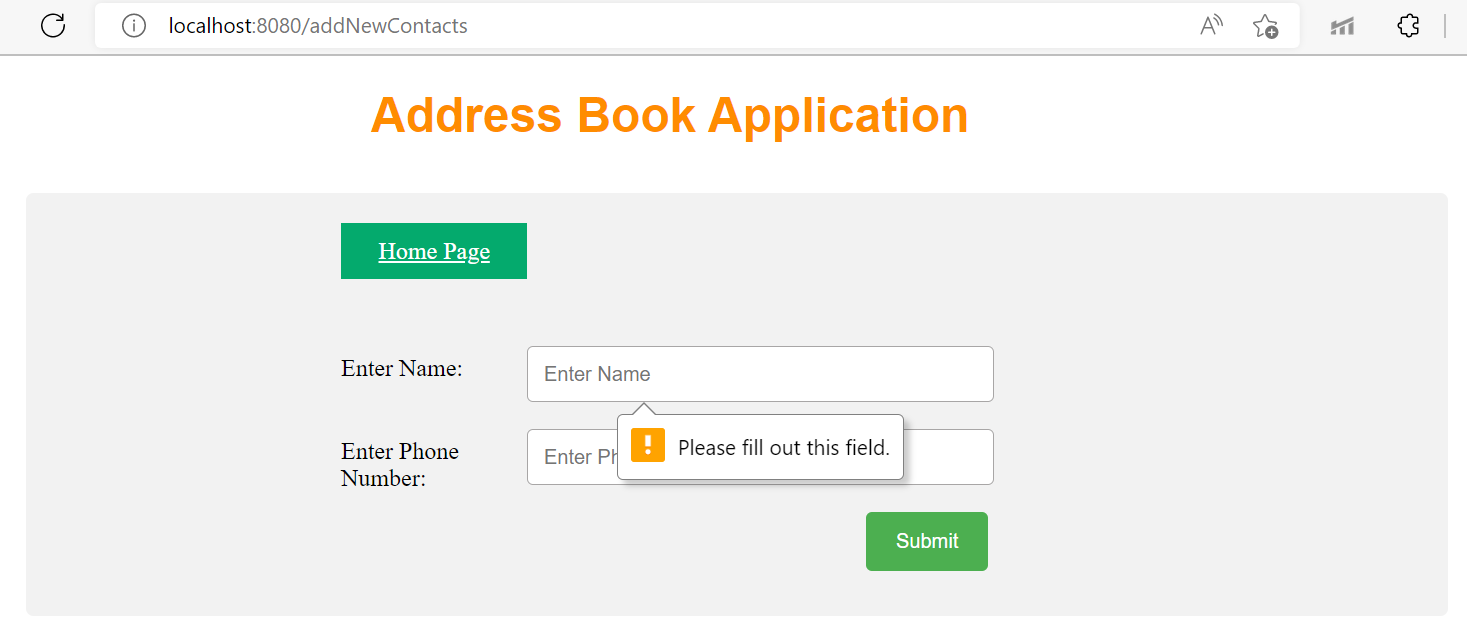 localhost:8080/addNewContacts
Address Book Application
Home Page
Enter Name:
Enter Name
Please fill out this field.
Enter Phone
Number:
Enter Ph
Submit